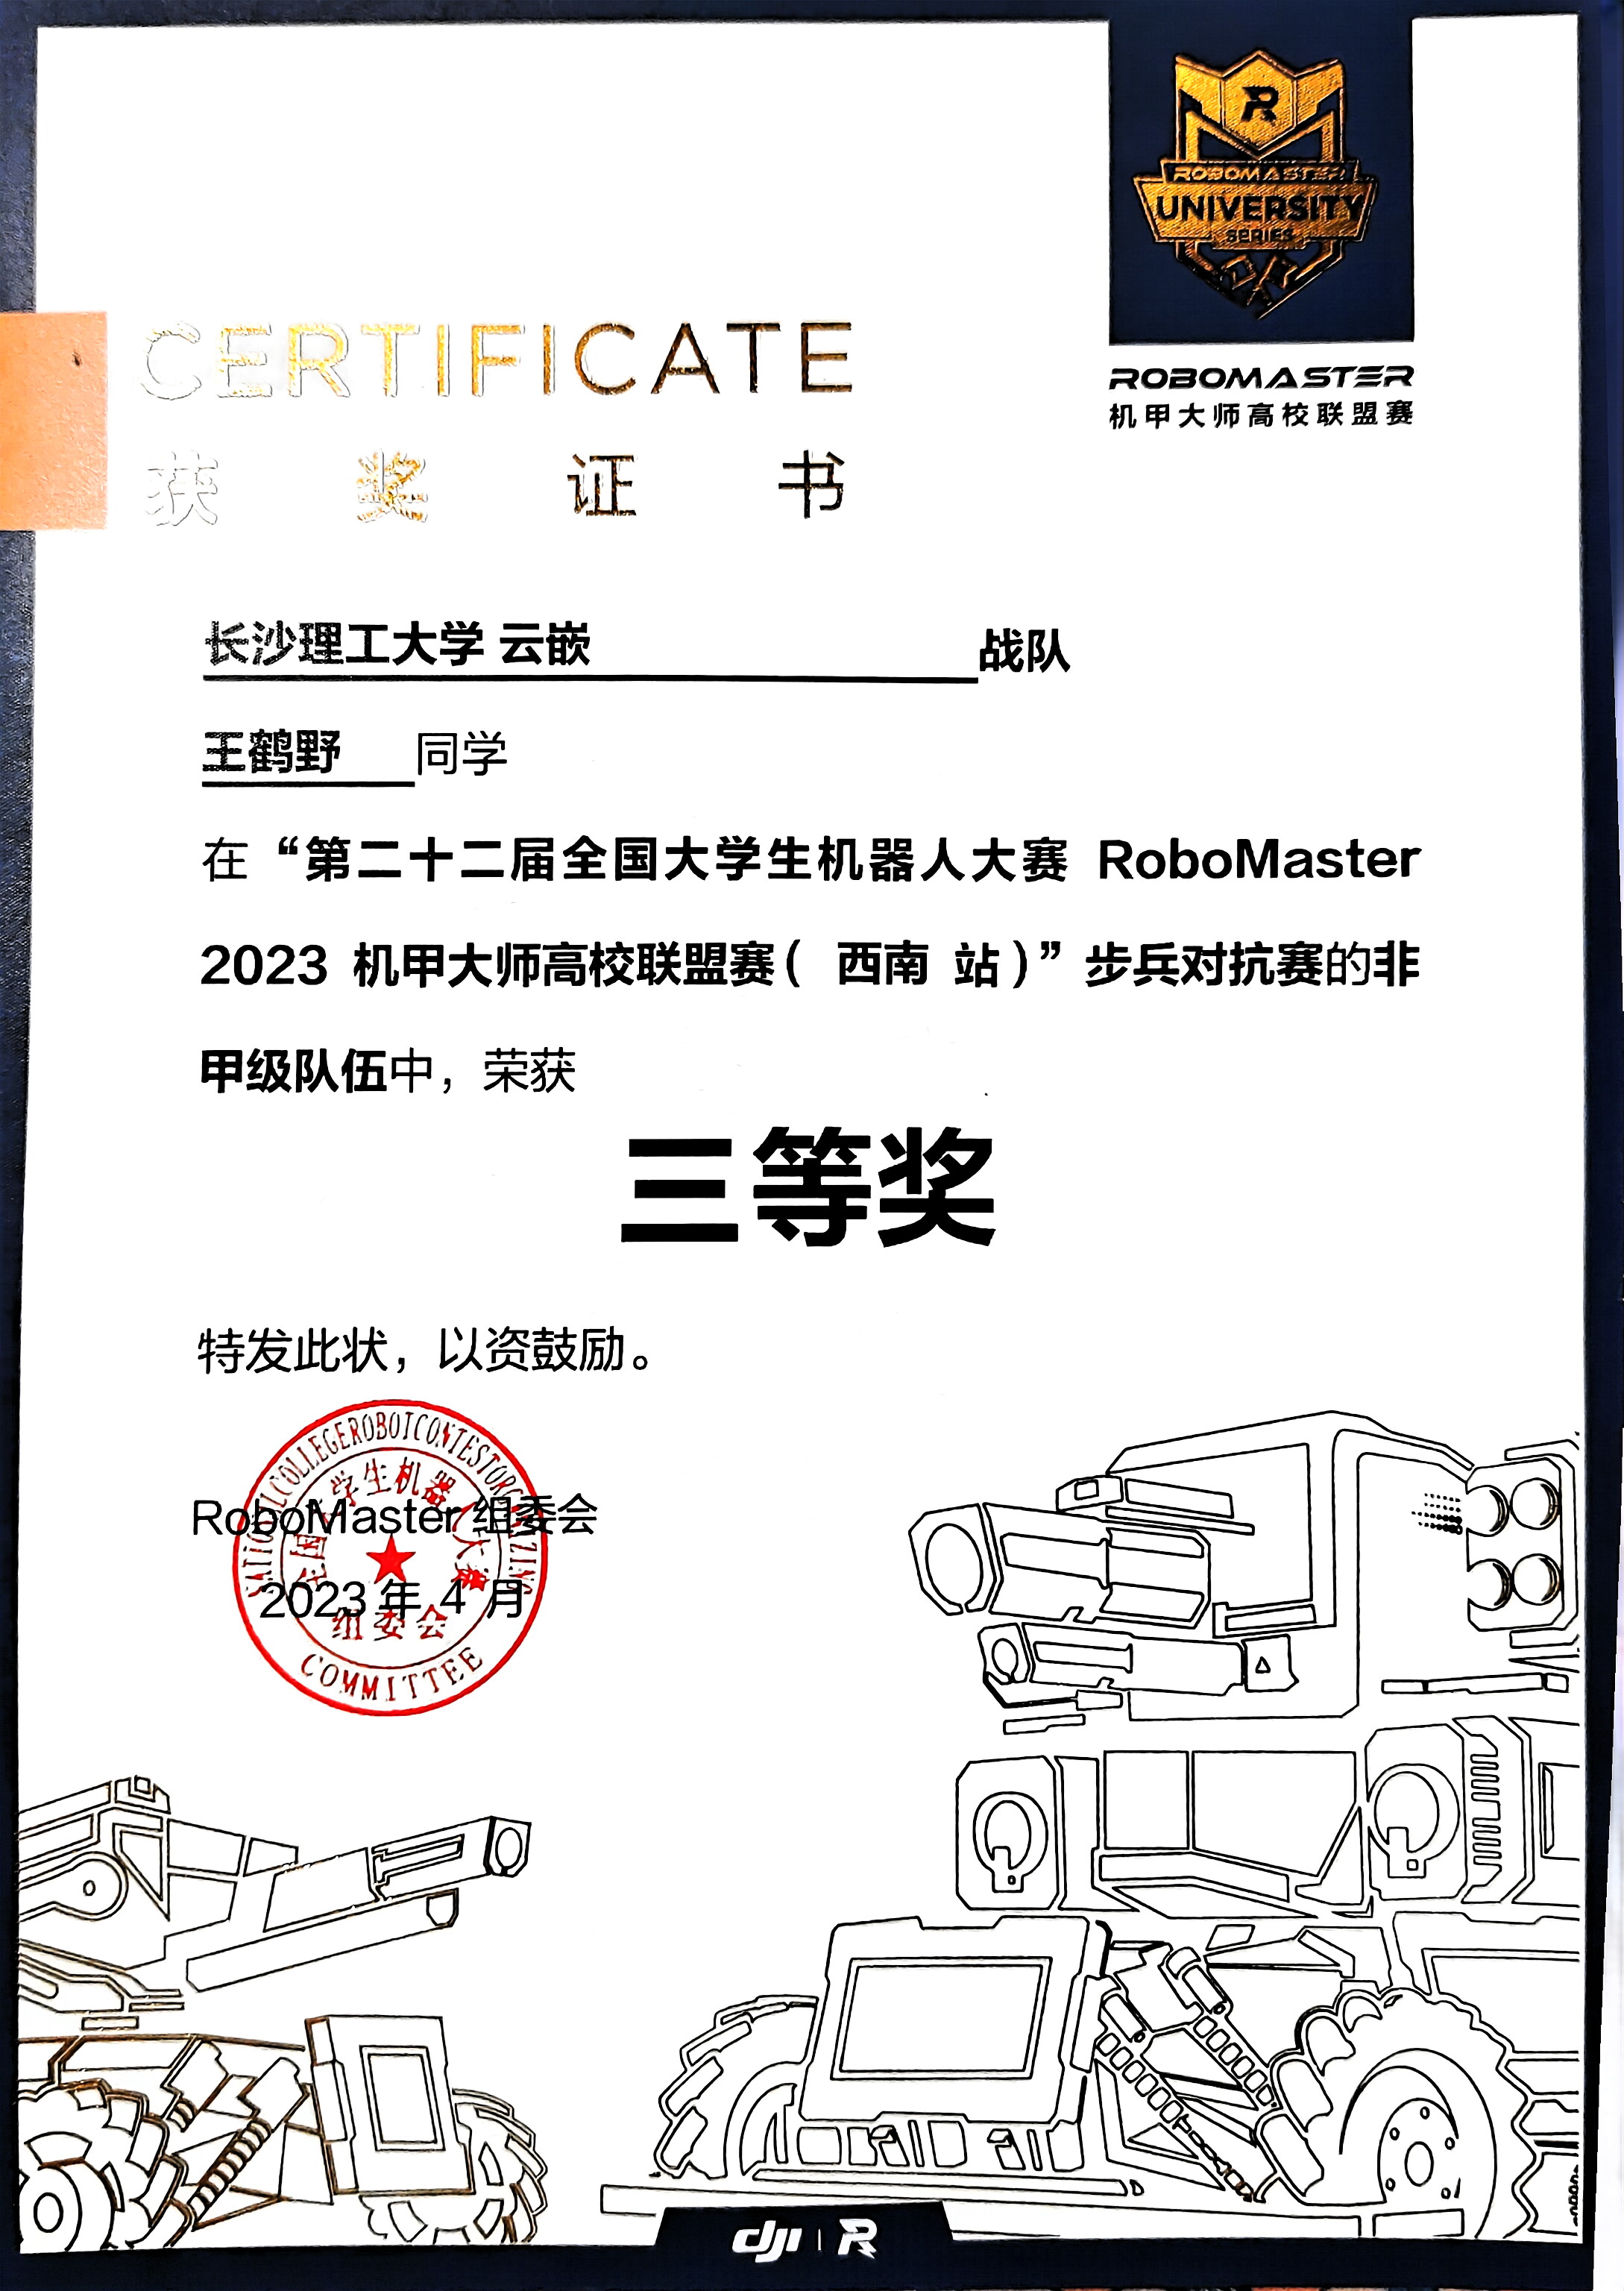 R
ROBOMASTER
UNIVERSITY
SERIES
ROBOMASTER
机甲大师高校联盟赛
CERTIFICATE
获奖证书
长沙理工大学 云嵌 战队
王鹤野 同学
在“第二十二届全国大学生机器人大赛 RoboMaster
2023 机甲大师高校联盟赛( 西南 站)”步兵对抗赛的非
甲级队伍中，荣获
三等奖
特发此状，以资鼓励。
RoboMaster 组委会
2023 年 4 月
全国大学生机器人大赛
组委会
COMMITTEE
dji R